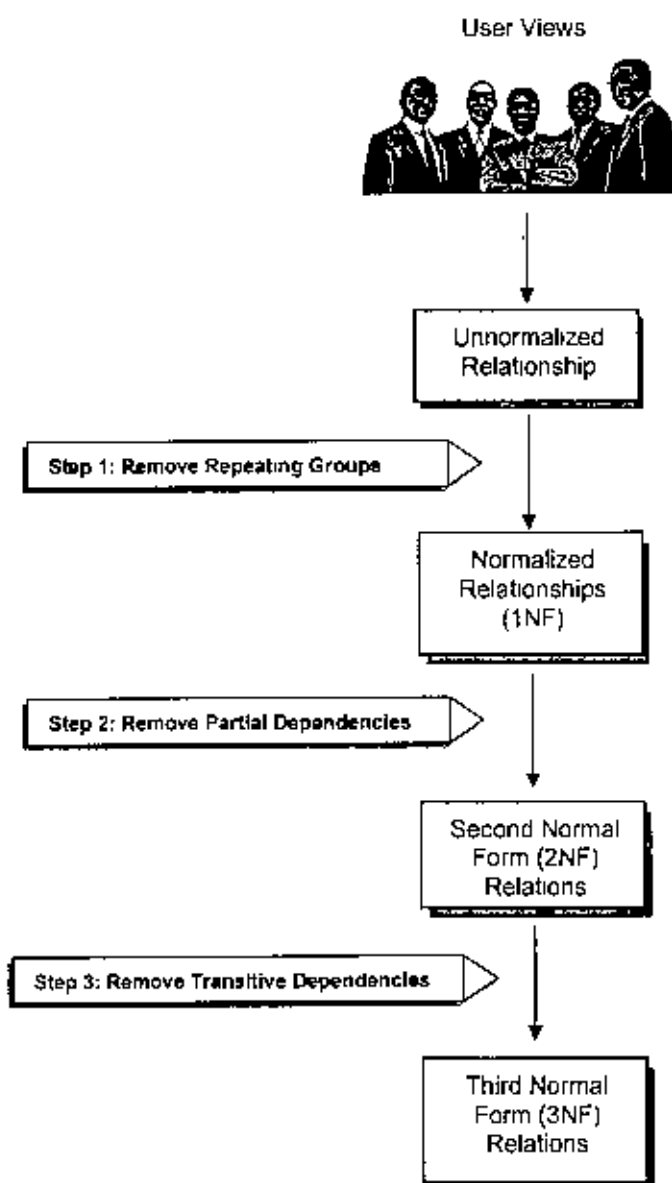 User Views
Unnormalized
Relationship
Step 1: Remove Repeating Groups
Normalized
Relationships
(1NF)
Step 2: Remove Partial Dependencies
Second Normal
Form (2NF)
Relations
Step 3: Remove Transitive Dependencies
Third Normal
Form (3NF)
Relations